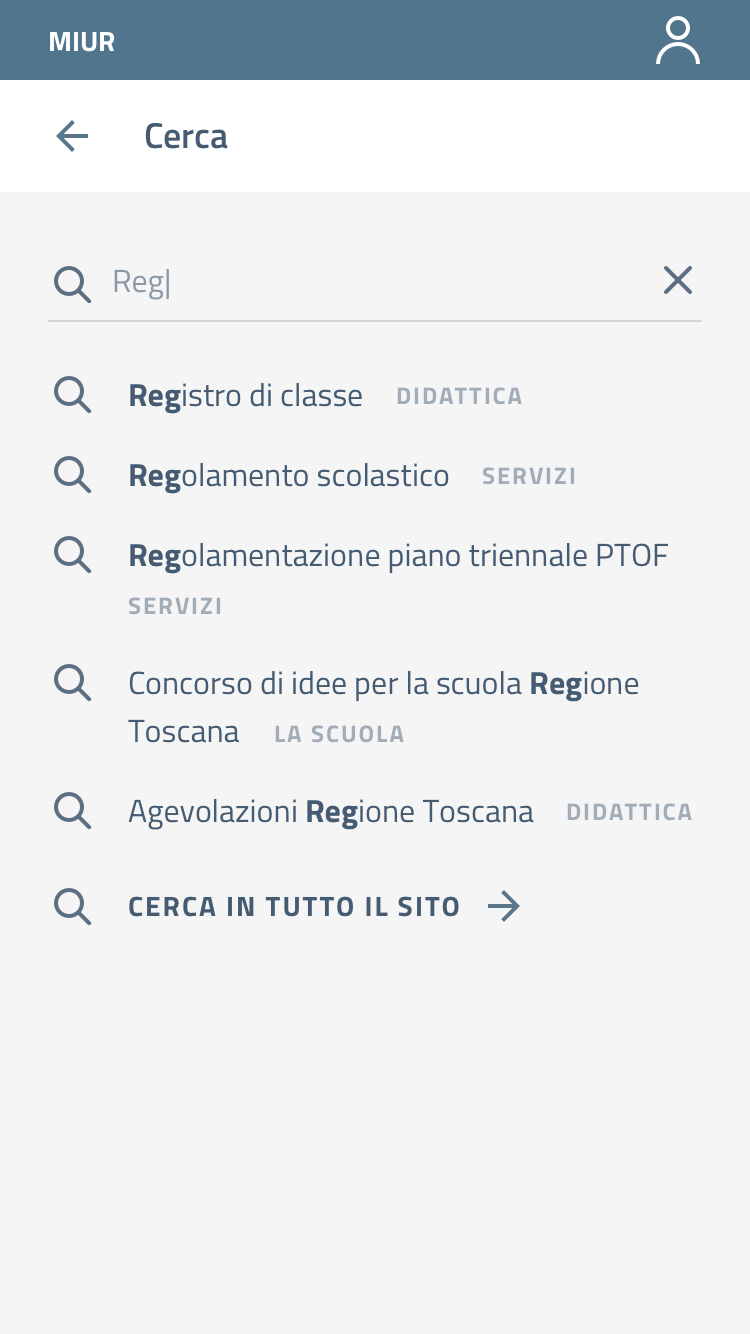 MIUR
Cerca
Reg
Registro di classe DIDATTICA
Regolamento scolastico SERVIZI
Regolamentazione piano triennale PTOF
SERVIZI
Concorso di idee per la scuola Regione
Toscana LA SCUOLA
Agevolazioni Regione Toscana DIDATTICA
CERCA IN TUTTO IL SITO